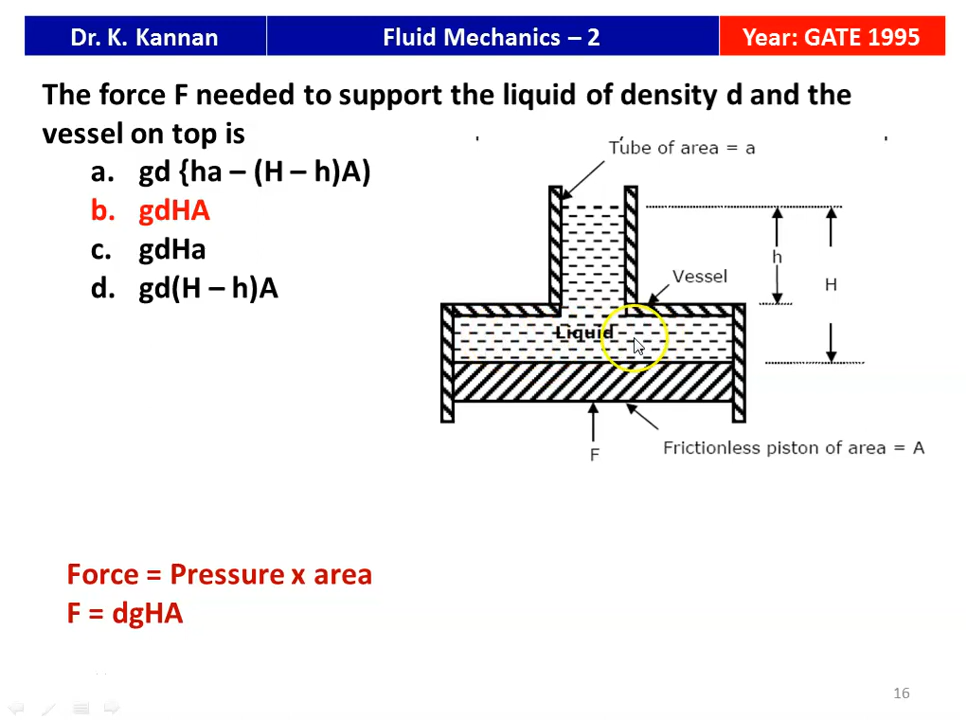 Dr. K. Kannan
Fluid Mechanics – 2
Year: GATE 1995
The force F needed to support the liquid of density d and the
vessel on top is
a. gd {ha – (H – h)A)
b. gdHA
c. gdHa
d. gd(H – h)A
Tube of area = a
h
Vessel
H
Liquid
F
Frictionless piston of area = A
Force = Pressure x area
F = dgHA
16